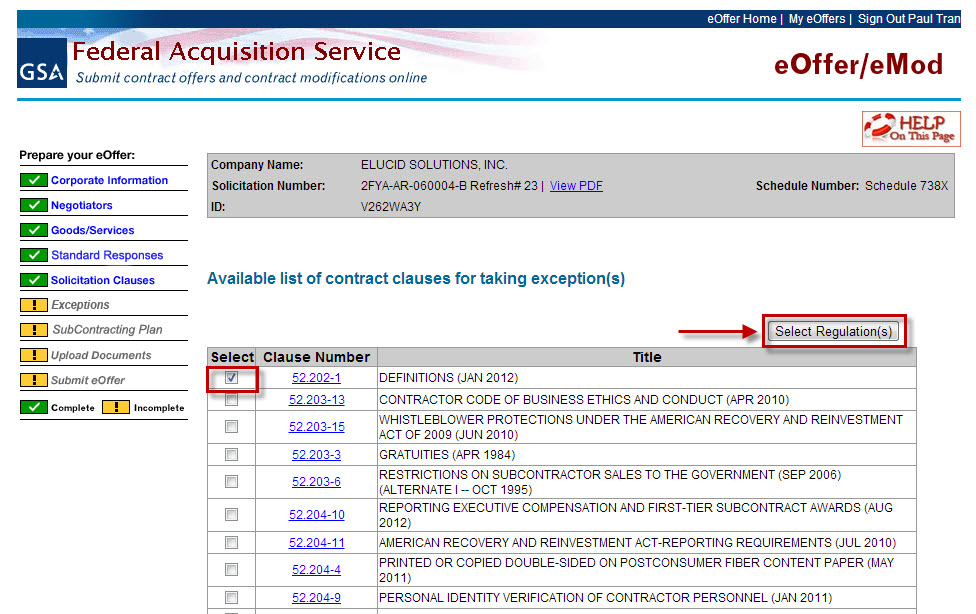 eOffer Home | My eOffers | Sign Out Paul Tran
GSA
Federal Acquisition Service
Submit contract offers and contract modifications online
eOffer/eMod
HELP
On This Page
Prepare your eOffer:
Corporate Information
Negotiators
Goods/Services
Standard Responses
Solicitation Clauses
! Exceptions
! SubContracting Plan
! Upload Documents
! Submit eOffer
Complete ! Incomplete
Company Name: ELUCID SOLUTIONS, INC.
Solicitation Number: 2FYA-AR-060004-B Refresh# 23 | View PDF Schedule Number: Schedule 738X
ID: V262WA3Y
Available list of contract clauses for taking exception(s)
Select Regulation(s)
Select Clause Number Title
52.202-1 DEFINITIONS (JAN 2012)
52.203-13 CONTRACTOR CODE OF BUSINESS ETHICS AND CONDUCT (APR 2010)
52.203-15 WHISTLEBLOWER PROTECTIONS UNDER THE AMERICAN RECOVERY AND REINVESTMENT
ACT OF 2009 (JUN 2010)
52.203-3 GRATUITIES (APR 1984)
52.203-6 RESTRICTIONS ON SUBCONTRACTOR SALES TO THE GOVERNMENT (SEP 2006)
(ALTERNATE I -- OCT 1995)
52.204-10 REPORTING EXECUTIVE COMPENSATION AND FIRST-TIER SUBCONTRACT AWARDS (AUG
2012)
52.204-11 AMERICAN RECOVERY AND REINVESTMENT ACT-REPORTING REQUIREMENTS (JUL 2010)
52.204-4 PRINTED OR COPIED DOUBLE-SIDED ON POSTCONSUMER FIBER CONTENT PAPER (MAY
2011)
52.204-9 PERSONAL IDENTITY VERIFICATION OF CONTRACTOR PERSONNEL (JAN 2011)